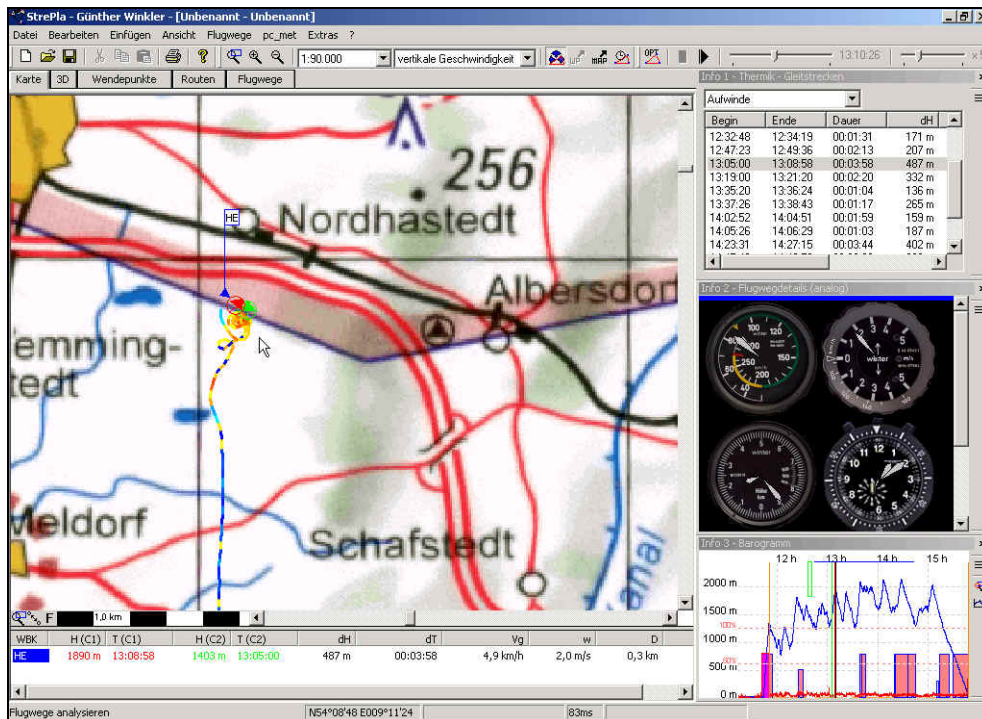 StrePla - Günther Winkler - [Unbenannt - Unbenannt]
Datei Bearbeiten Einfügen Ansicht Flugwege pc_met Extras ?
1:90.000 vertikale Geschwindigkeit MAP OPT 13:10:26
Karte 3D Wendepunkte Routen Flugwege
256
HE
Nordhastedt
Albersdorf
emming-
stedt
Meldorf
Schafstedt
anal
F 1,0 km
WBK H (C1) T (C1) H (C2) T (C2) dH dT Vg w D
HE 1890 m 13:08:58 1403 m 13:05:00 487 m 00:03:58 4,9 km/h 2,0 m/s 0,3 km
Info 1 - Thermik - Gleitstrecken
Aufwinde
Begin Ende Dauer dH
12:32:48 12:34:19 00:01:31 171 m
12:47:23 12:49:36 00:02:13 207 m
13:05:00 13:08:58 00:03:58 487 m
13:19:00 13:21:20 00:02:20 332 m
13:35:20 13:36:24 00:01:04 136 m
13:37:26 13:38:43 00:01:17 265 m
14:02:52 14:04:51 00:01:59 159 m
14:05:26 14:06:29 00:01:03 187 m
14:23:31 14:27:15 00:03:44 402 m
Info 2 - Flugwegdetails (analog)
winter
winter
winter
Info 3 - Barogramm
12 h 13 h 14 h 15 h
2000 m
1500 m
100%
1000 m
500 m
0 m
Flugwege analysieren N54°08'48 E009°11'24 83ms